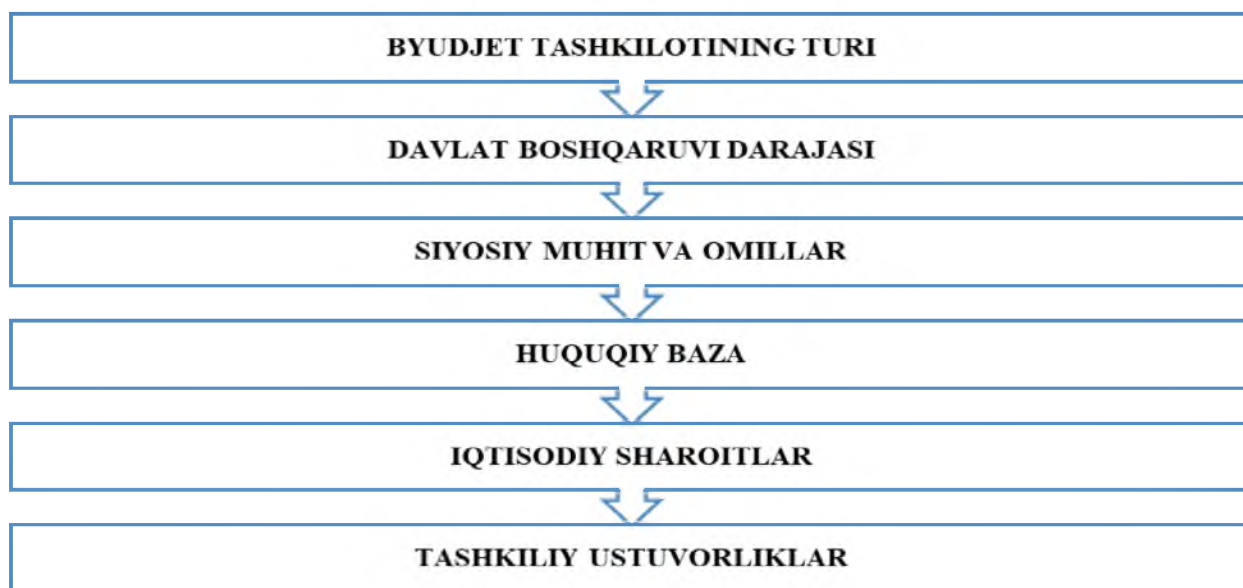 BYUDJET TASHKILOTINING TURI
DAVLAT BOSHQARUVI DARAJASI
SIYOSIY MUHIT VA OMILLAR
HUQUQIY BAZA
IQTISODIY SHAROITLAR
TASHKILIY USTUVORLIKLAR